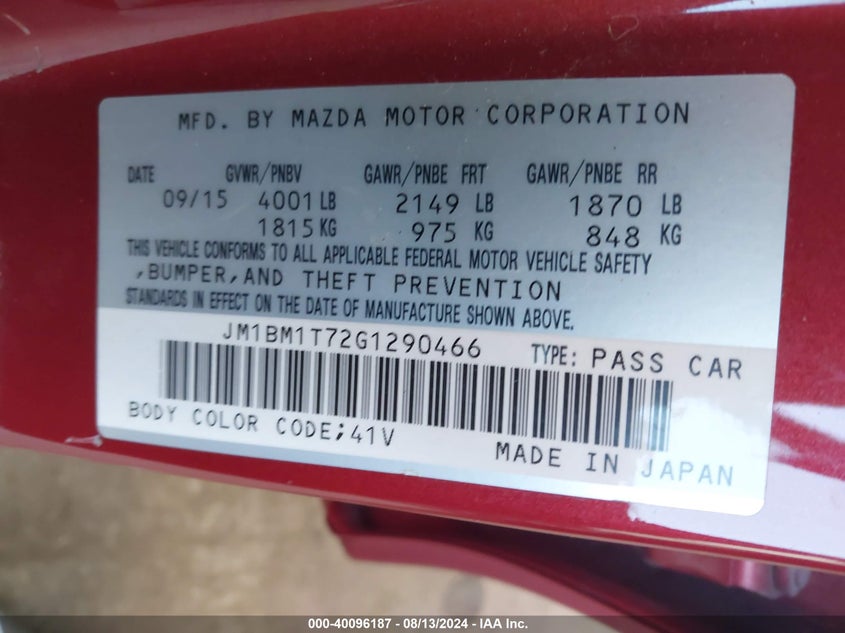 MFD. BY MAZDA MOTOR CORPORATION
DATE GVWR/PNBV GAWR/PNBE FRT GAWR/PNBE RR
09/15 4001 LB 2149 LB 1870 LB
1815 KG 975 KG 848 KG
THIS VEHICLE CONFORMS TO ALL APPLICABLE FEDERAL MOTOR VEHICLE SAFETY
,BUMPER,AND THEFT PREVENTION
STANDARDS IN EFFECT ON THE DATE OF MANUFACTURE SHOWN ABOVE.
JM1BM1T72G1290466 TYPE: PASS CAR
BODY COLOR CODE;41V
MADE IN JAPAN
000-40096187 - 08/13/2024 - IAA Inc.